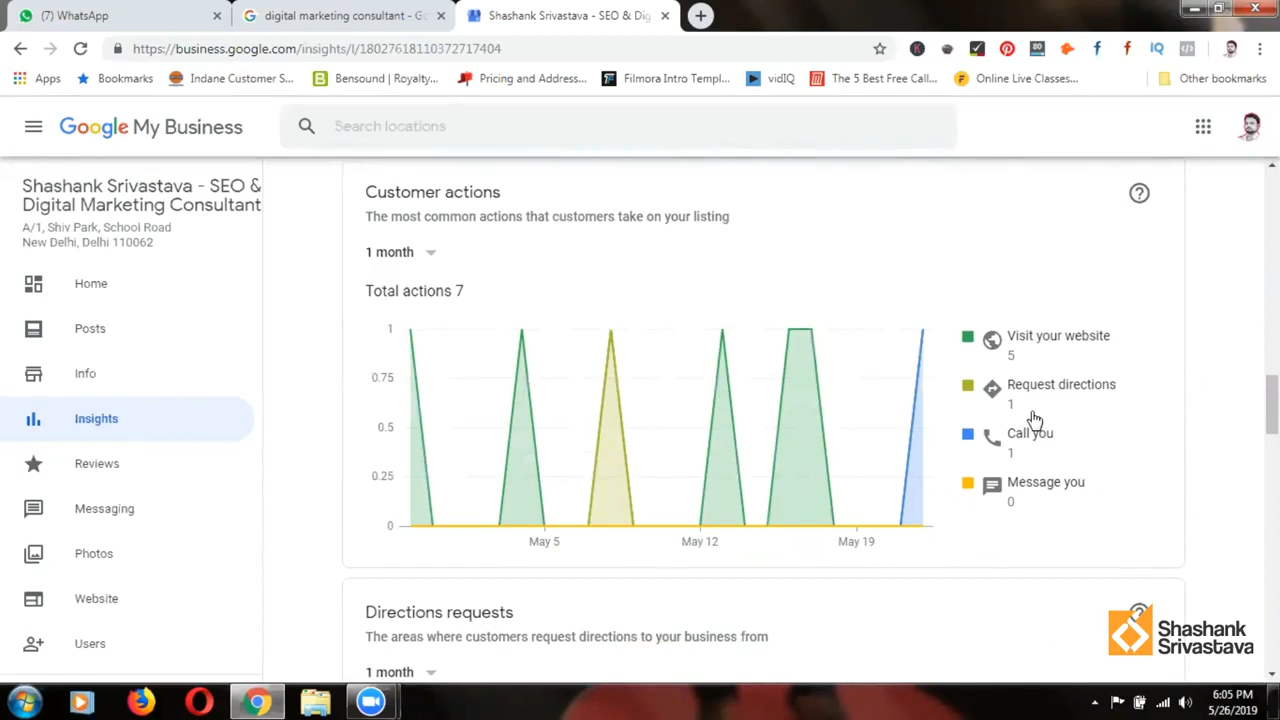 (7) WhatsApp
digital marketing consultant - Go
Shashank Srivastava - SEO & Dig
https://business.google.com/insights/l/18027618110372717404
Apps
Bookmarks
Indane Customer S...
Bensound | Royalty...
Pricing and Address...
Filmora Intro Templ...
vidIQ
The 5 Best Free Call...
Online Live Classes...
Other bookmarks
Google My Business
Search locations
Shashank Srivastava - SEO &
Digital Marketing Consultant
A/1, Shiv Park, School Road
New Delhi, Delhi 110062
Home
Posts
Info
Insights
Reviews
Messaging
Photos
Website
Users
Customer actions
The most common actions that customers take on your listing
1 month
Total actions 7
1
0.75
0.5
0.25
0
May 5
May 12
May 19
Visit your website
5
Request directions
1
Call you
1
Message you
0
Directions requests
The areas where customers request directions to your business from
1 month
Shashank
Srivastava
6:05 PM
5/26/2019